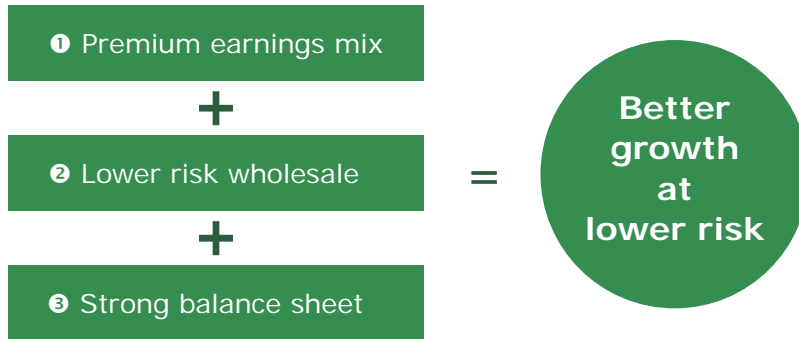 ❶ Premium earnings mix
+
❷ Lower risk wholesale
+
❸ Strong balance sheet
=
Better
growth
at
lower risk